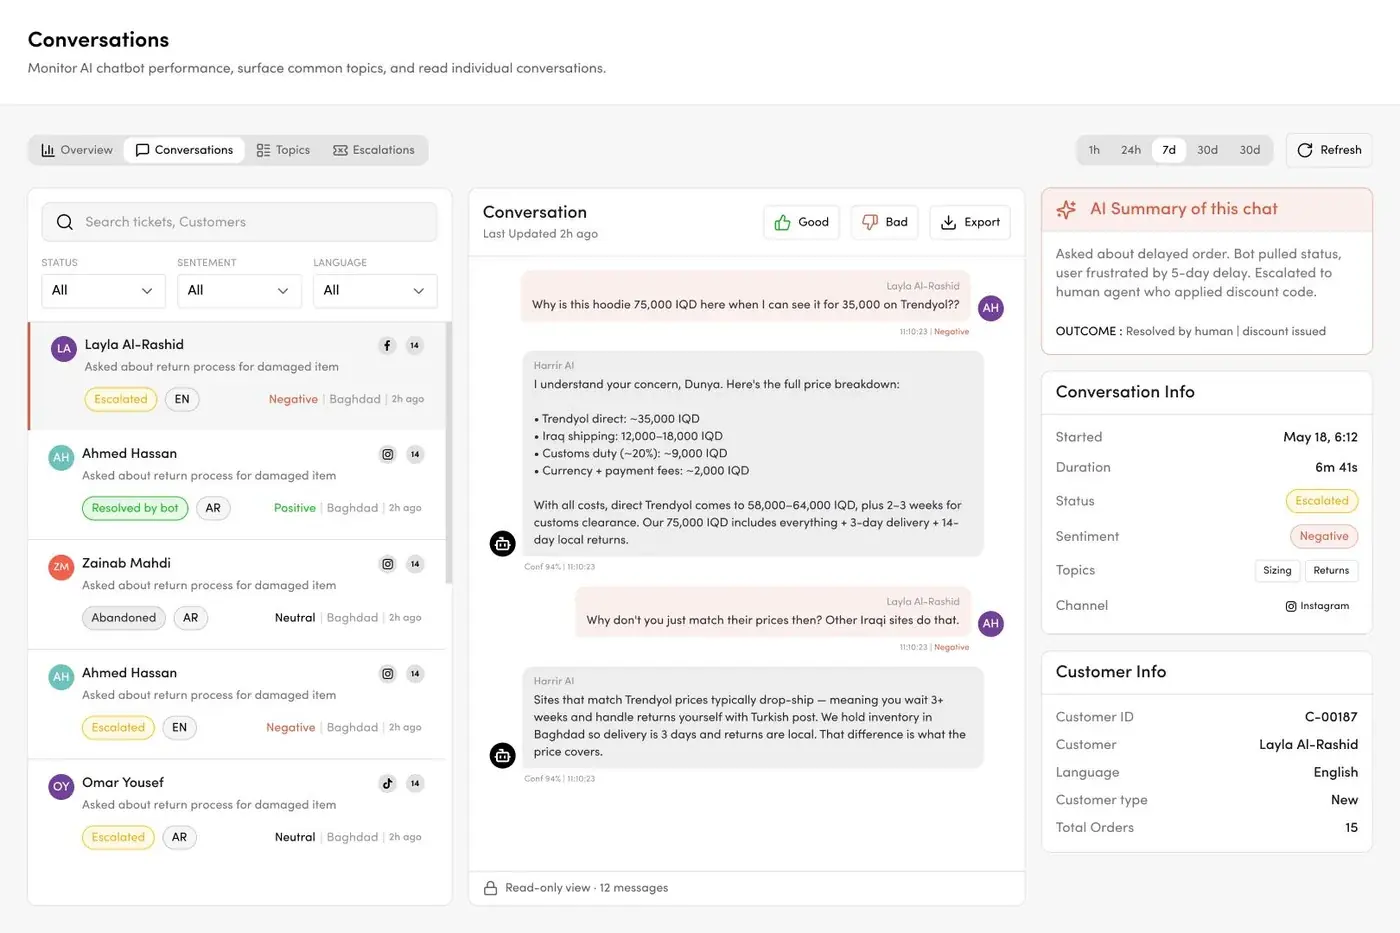 Conversations
Monitor AI chatbot performance, surface common topics, and read individual conversations.
Overview
Conversations
Topics
Escalations
1h
24h
7d
30d
30d
Refresh
Search tickets, Customers
STATUS
SENTEMENT
LANGUAGE
All
All
All
LA
Layla Al-Rashid
14
Asked about return process for damaged item
Escalated
EN
Negative | Baghdad | 2h ago
AH
Ahmed Hassan
14
Asked about return process for damaged item
Resolved by bot
AR
Positive | Baghdad | 2h ago
ZM
Zainab Mahdi
14
Asked about return process for damaged item
Abandoned
AR
Neutral | Baghdad | 2h ago
AH
Ahmed Hassan
14
Asked about return process for damaged item
Escalated
EN
Negative | Baghdad | 2h ago
OY
Omar Yousef
14
Asked about return process for damaged item
Escalated
AR
Neutral | Baghdad | 2h ago
Conversation
Last Updated 2h ago
Good
Bad
Export
Layla Al-Rashid
Why is this hoodie 75,000 IQD here when I can see it for 35,000 on Trendyol??
AH
11:10:23 | Negative
Harrir AI
I understand your concern, Dunya. Here's the full price breakdown:
• Trendyol direct: ~35,000 IQD
• Iraq shipping: 12,000–18,000 IQD
• Customs duty (~20%): ~9,000 IQD
• Currency + payment fees: ~2,000 IQD
With all costs, direct Trendyol comes to 58,000–64,000 IQD, plus 2–3 weeks for
customs clearance. Our 75,000 IQD includes everything + 3-day delivery + 14-
day local returns.
Conf 94% | 11:10:23
Layla Al-Rashid
Why don't you just match their prices then? Other Iraqi sites do that.
AH
11:10:23 | Negative
Harrir AI
Sites that match Trendyol prices typically drop-ship — meaning you wait 3+
weeks and handle returns yourself with Turkish post. We hold inventory in
Baghdad so delivery is 3 days and returns are local. That difference is what the
price covers.
Conf 94% | 11:10:23
Read-only view · 12 messages
AI Summary of this chat
Asked about delayed order. Bot pulled status,
user frustrated by 5-day delay. Escalated to
human agent who applied discount code.
OUTCOME : Resolved by human | discount issued
Conversation Info
Started
May 18, 6:12
Duration
6m 41s
Status
Escalated
Sentiment
Negative
Topics
Sizing
Returns
Channel
Instagram
Customer Info
Customer ID
C-00187
Customer
Layla Al-Rashid
Language
English
Customer type
New
Total Orders
15